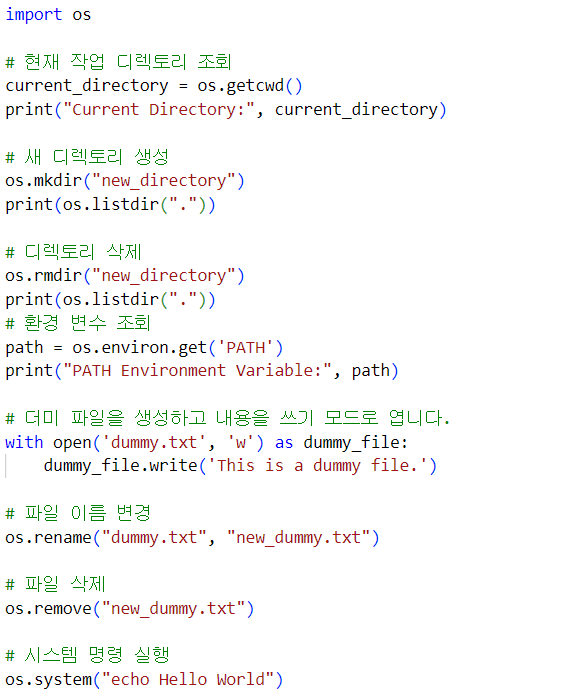 import os
# 현재 작업 디렉토리 조회
current_directory = os.getcwd()
print("Current Directory:", current_directory)
# 새 디렉토리 생성
os.mkdir("new_directory")
print(os.listdir("."))
# 디렉토리 삭제
os.rmdir("new_directory")
print(os.listdir("."))
# 환경 변수 조회
path = os.environ.get('PATH')
print("PATH Environment Variable:", path)
# 더미 파일을 생성하고 내용을 쓰기 모드로 엽니다.
with open('dummy.txt', 'w') as dummy_file:
    dummy_file.write('This is a dummy file.')
# 파일 이름 변경
os.rename("dummy.txt", "new_dummy.txt")
# 파일 삭제
os.remove("new_dummy.txt")
# 시스템 명령 실행
os.system("echo Hello World")